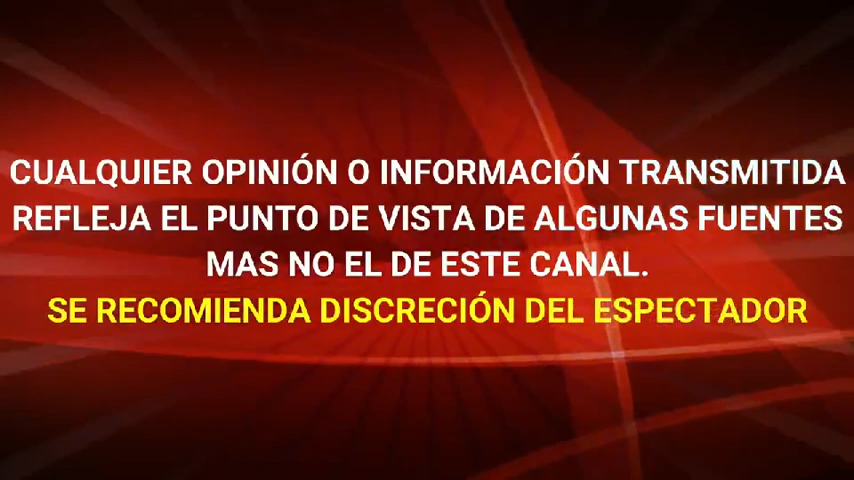 CUALQUIER OPINIÓN O INFORMACIÓN TRANSMITIDA
REFLEJA EL PUNTO DE VISTA DE ALGUNAS FUENTES
MAS NO EL DE ESTE CANAL.
SE RECOMIENDA DISCRECIÓN DEL ESPECTADOR